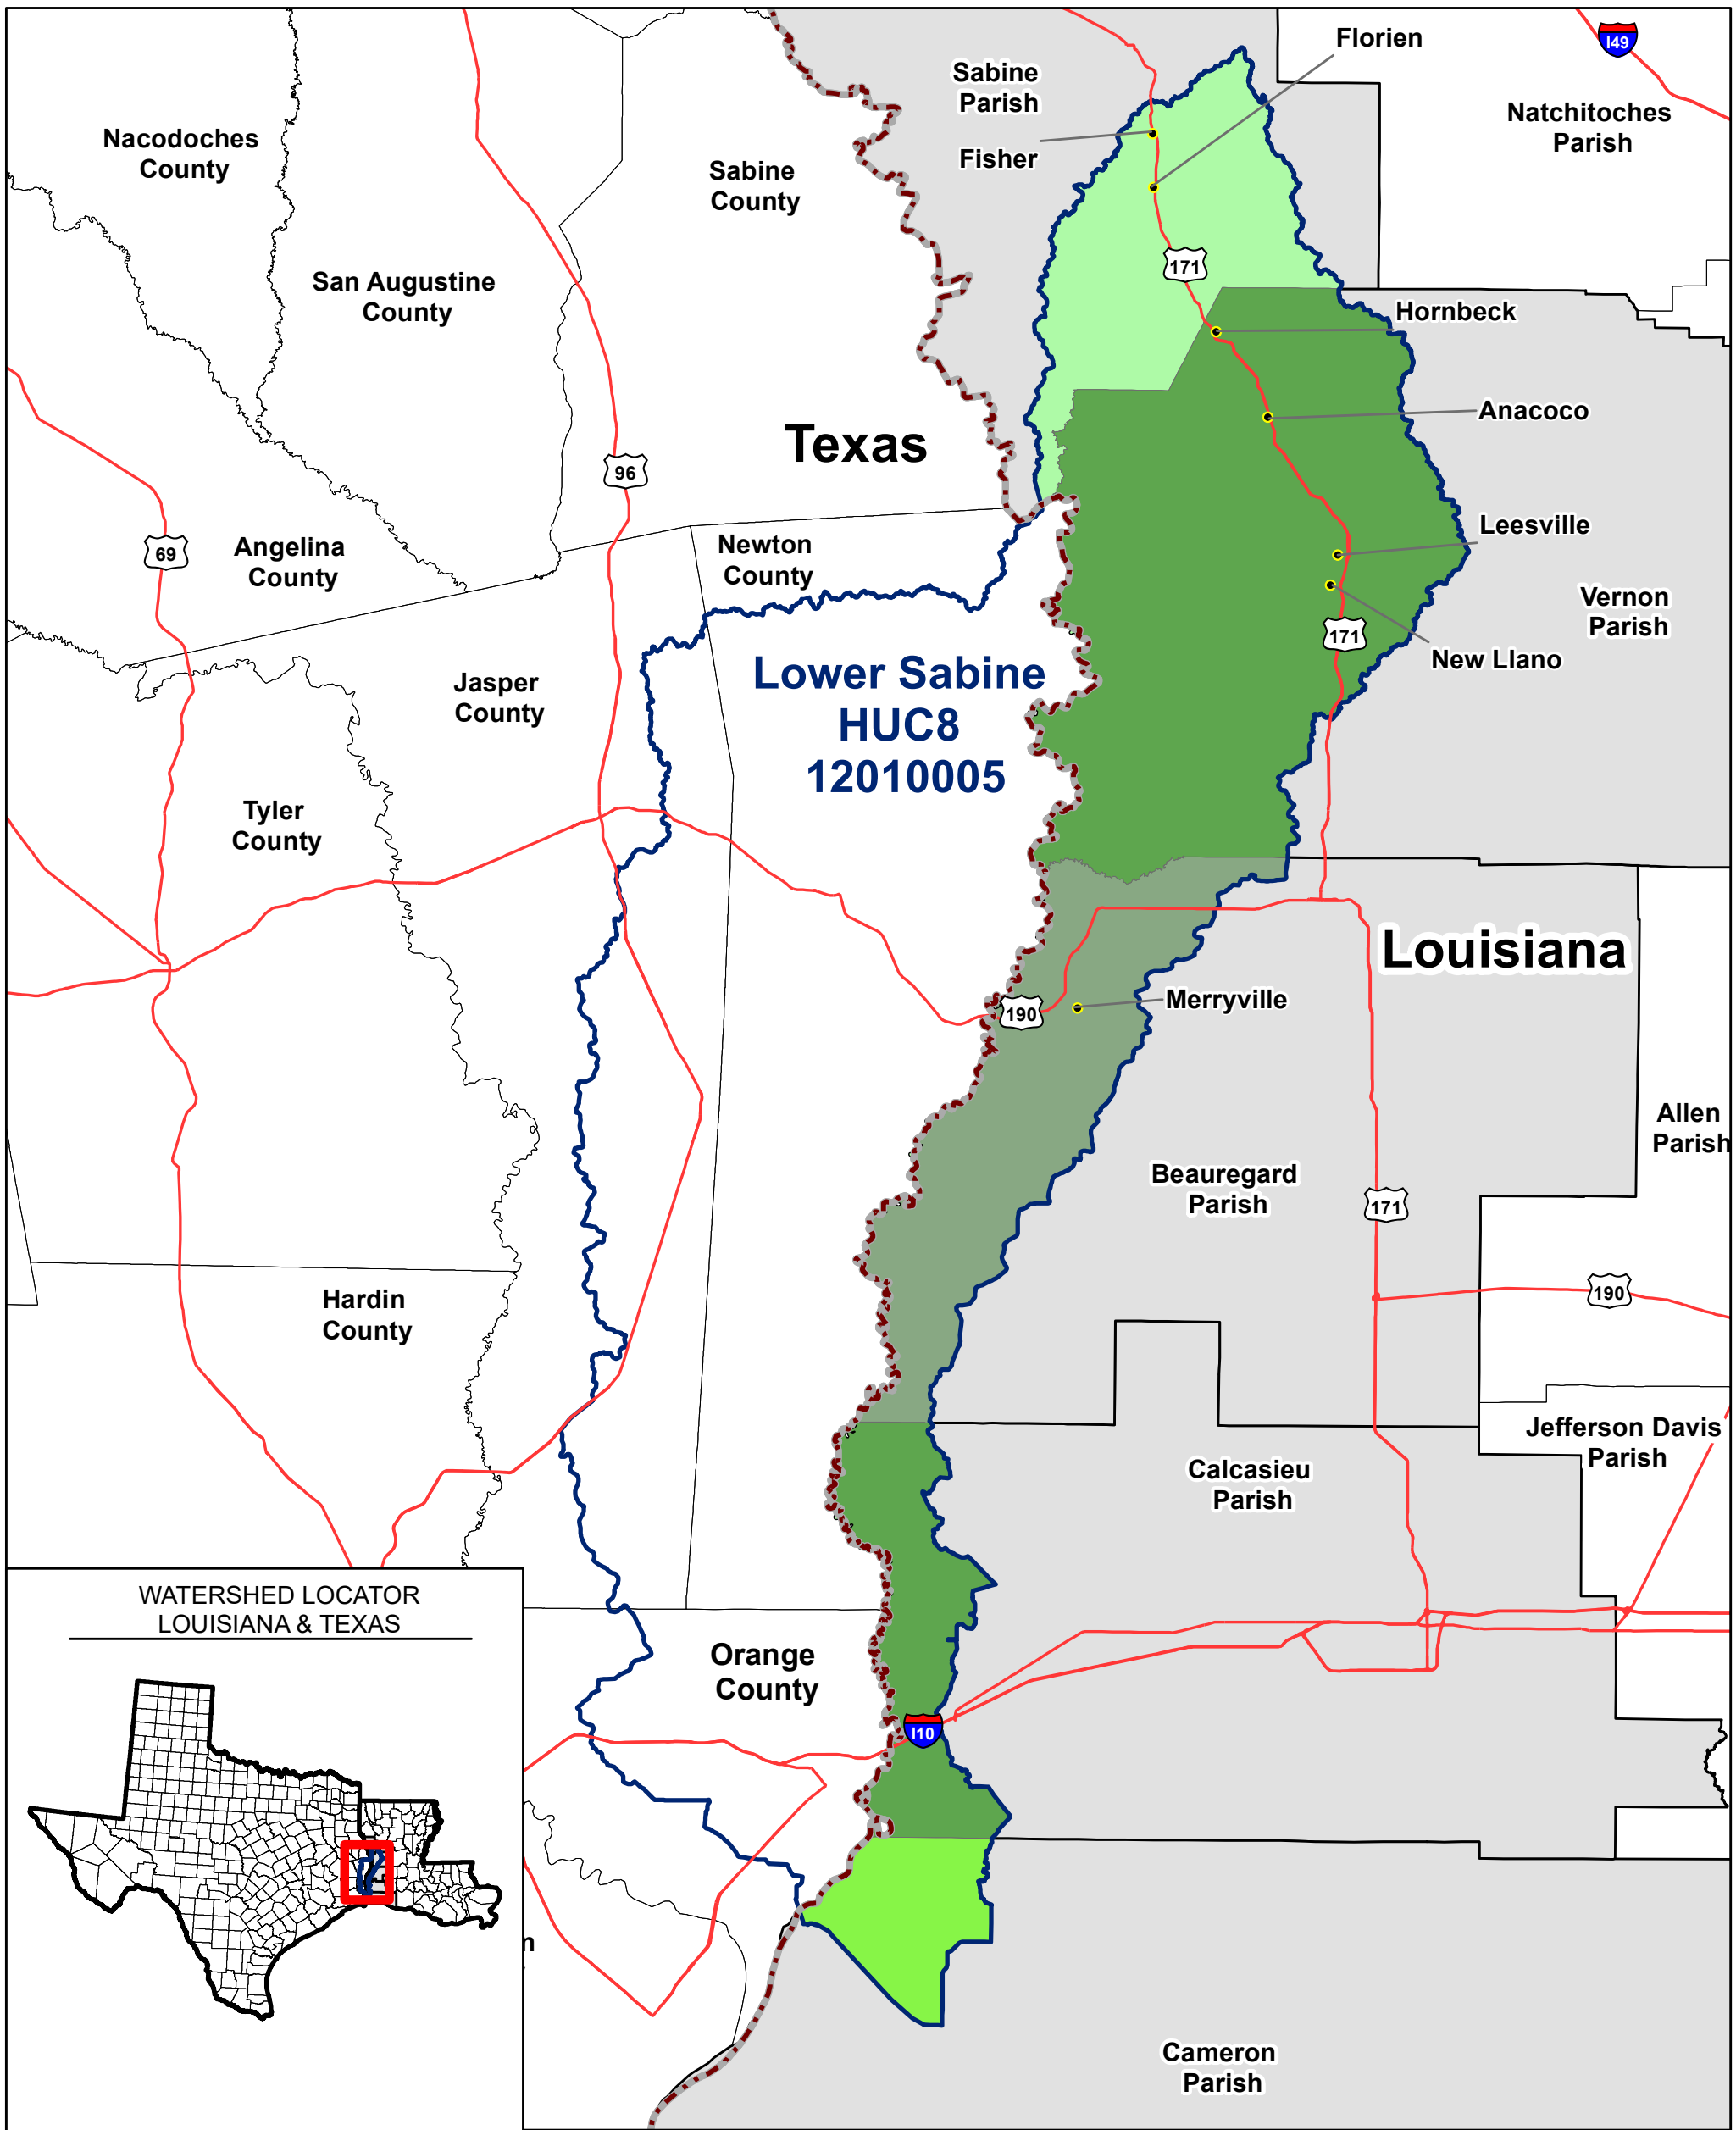 Florien
I49
Sabine
Parish
Natchitoches
Parish
Nacodoches
County
Fisher
Sabine
County
171
San Augustine
County
Hornbeck
Anacoco
Texas
96
Leesville
69
Angelina
County
Newton
County
Vernon
Parish
171
New Llano
Lower Sabine
HUC8
12010005
Jasper
County
Tyler
County
Louisiana
Merryville
190
Allen
Parish
Beauregard
Parish
171
190
Hardin
County
Jefferson Davis
Parish
Calcasieu
Parish
WATERSHED LOCATOR
LOUISIANA & TEXAS
Orange
County
I10
n
Cameron
Parish